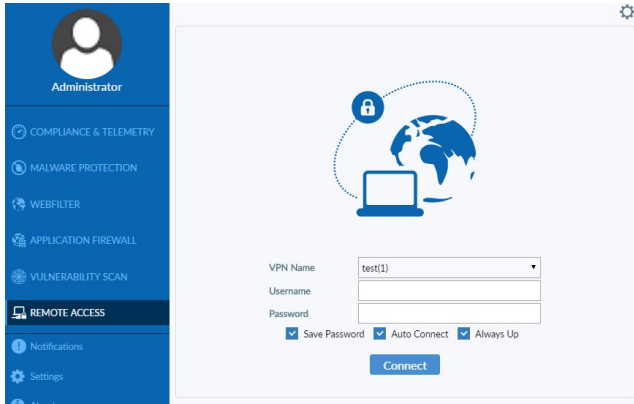 Administrator
COMPLIANCE & TELEMETRY
MALWARE PROTECTION
WEBFILTER
APPLICATION FIREWALL
VULNERABILITY SCAN
REMOTE ACCESS
Notifications
Settings
VPN Name test(1)
Username
Password
Save Password Auto Connect Always Up
Connect